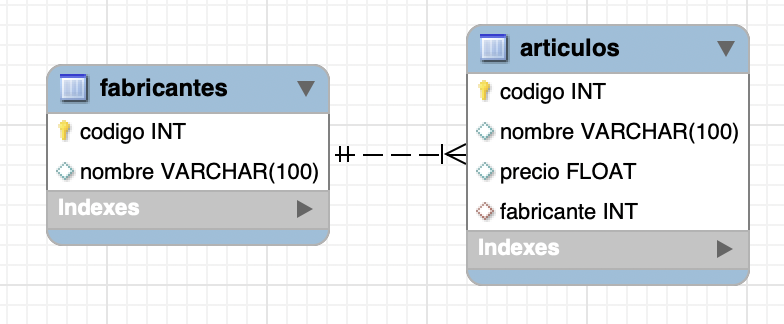 fabricantes
codigo INT
nombre VARCHAR(100)
Indexes
articulos
codigo INT
nombre VARCHAR(100)
precio FLOAT
fabricante INT
Indexes